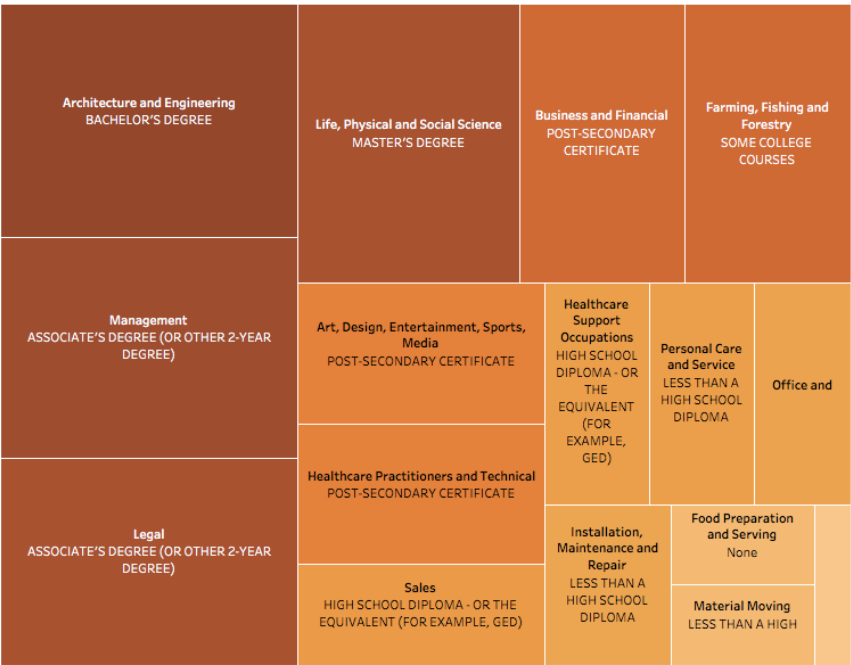 Architecture and Engineering
BACHELOR'S DEGREE
Life, Physical and Social Science
MASTER'S DEGREE
Business and Financial
POST-SECONDARY
CERTIFICATE
Farming, Fishing and
Forestry
SOME COLLEGE
COURSES
Management
ASSOCIATE'S DEGREE (OR OTHER 2-YEAR
DEGREE)
Legal
ASSOCIATE'S DEGREE (OR OTHER 2-YEAR
DEGREE)
Art, Design, Entertainment, Sports,
Media
POST-SECONDARY CERTIFICATE
Healthcare Practitioners and Technical
POST-SECONDARY CERTIFICATE
Sales
HIGH SCHOOL DIPLOMA - OR THE
EQUIVALENT (FOR EXAMPLE, GED)
Healthcare
Support
Occupations
HIGH SCHOOL
DIPLOMA - OR
THE
EQUIVALENT
(FOR
EXAMPLE,
GED)
Personal Care
and Service
LESS THAN A
HIGH SCHOOL
DIPLOMA
Office and
Installation,
Maintenance and
Repair
LESS THAN A
HIGH SCHOOL
DIPLOMA
Food Preparation
and Serving
None
Material Moving
LESS THAN A HIGH